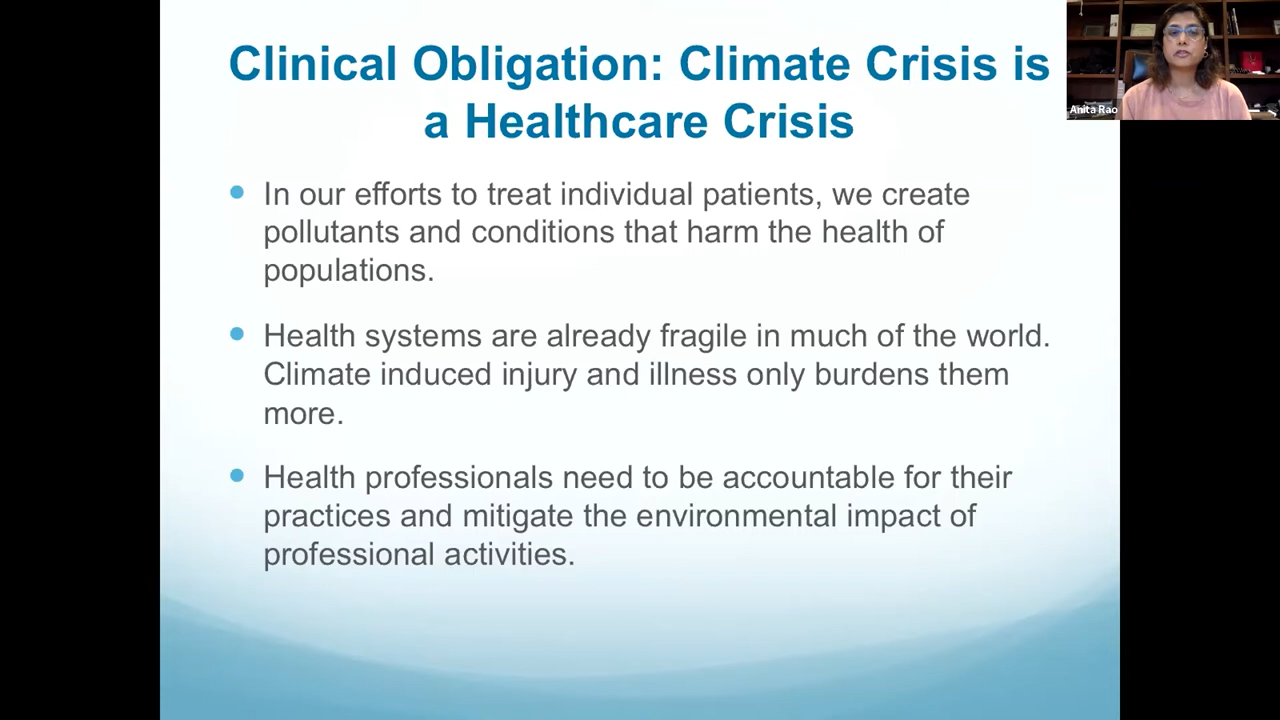 Clinical Obligation: Climate Crisis is
a Healthcare Crisis
Anita Rao
In our efforts to treat individual patients, we create
pollutants and conditions that harm the health of
populations.
Health systems are already fragile in much of the world.
Climate induced injury and illness only burdens them
more.
Health professionals need to be accountable for their
practices and mitigate the environmental impact of
professional activities.